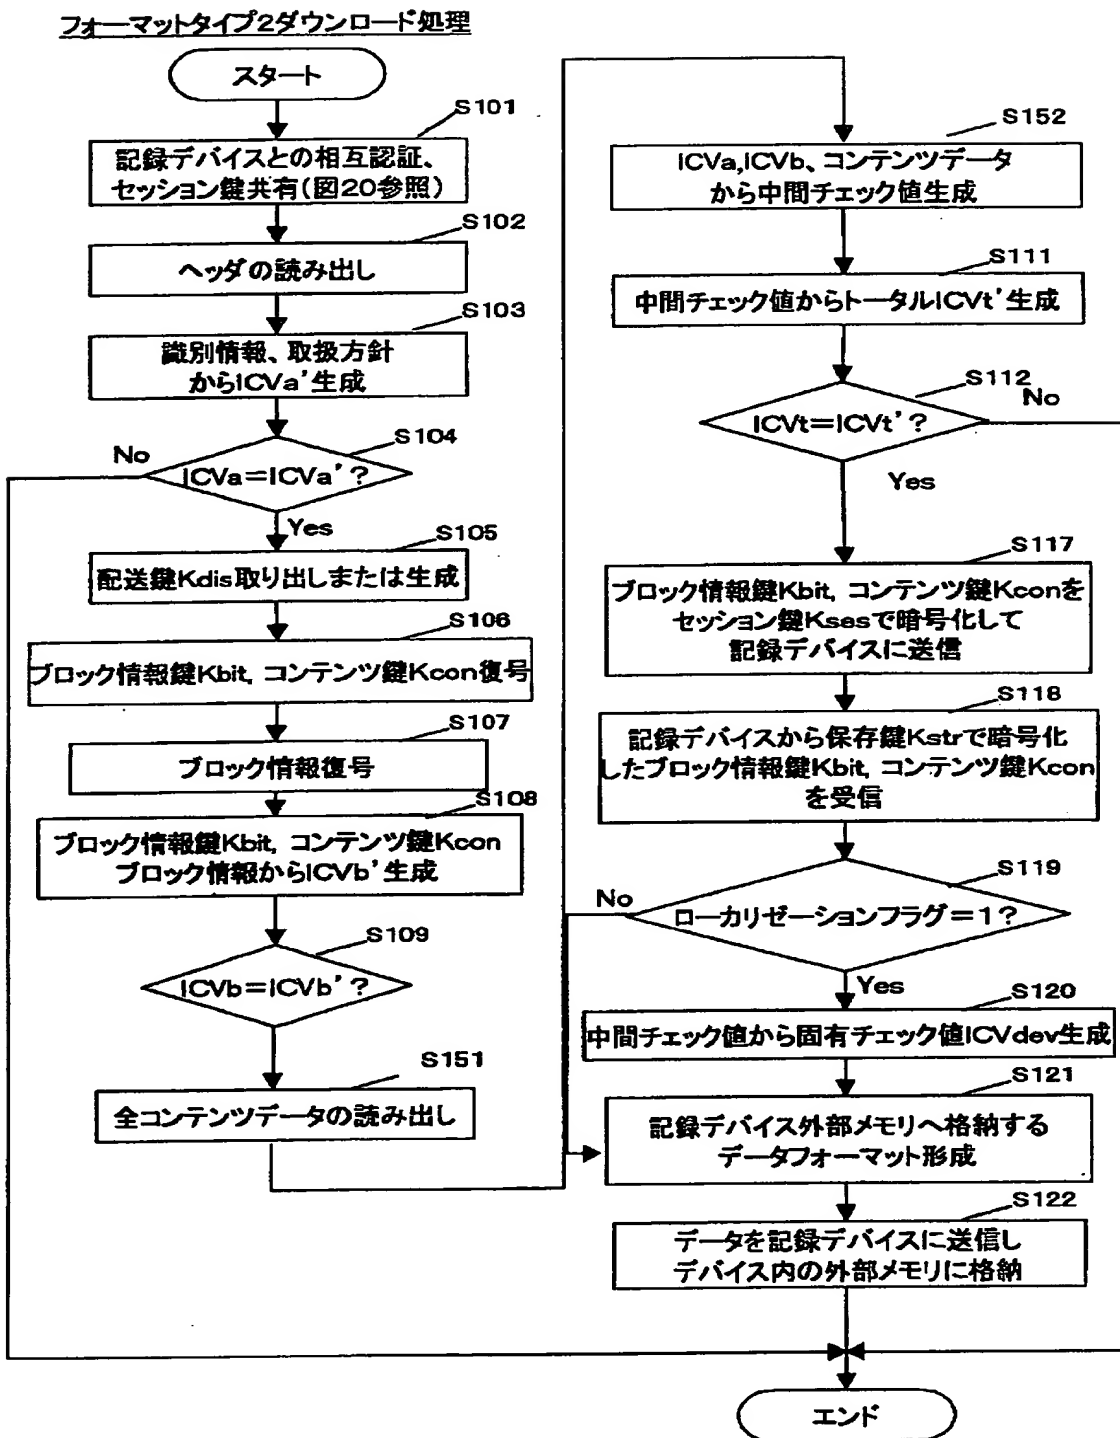 フォーマットタイプ2ダウンロード処理
スタート
S101
記録デバイスとの相互認証、
セッション鍵共有(図20参照)
S102
ヘッダの読み出し
S103
識別情報、取扱方針
からICVa'生成
S104
No
ICVa=ICVa'?
Yes
S105
配送鍵Kdis取り出しまたは生成
S106
ブロック情報鍵Kbit, コンテンツ鍵Kcon復号
S107
ブロック情報復号
S108
ブロック情報鍵Kbit, コンテンツ鍵Kcon
ブロック情報からICVb'生成
S109
ICVb=ICVb'?
S151
全コンテンツデータの読み出し
S152
ICVa,ICVb、コンテンツデータ
から中間チェック値生成
S111
中間チェック値からトータルICVt'生成
S112
No
ICVt=ICVt'?
Yes
S117
ブロック情報鍵Kbit, コンテンツ鍵Kconを
セッション鍵Ksesで暗号化して
記録デバイスに送信
S118
記録デバイスから保存鍵Kstrで暗号化
したブロック情報鍵Kbit, コンテンツ鍵Kcon
を受信
S119
No
ローカリゼーションフラグ=1?
Yes
S120
中間チェック値から固有チェック値ICVdev生成
S121
記録デバイス外部メモリへ格納する
データフォーマット形成
S122
データを記録デバイスに送信し
デバイス内の外部メモリに格納
エンド